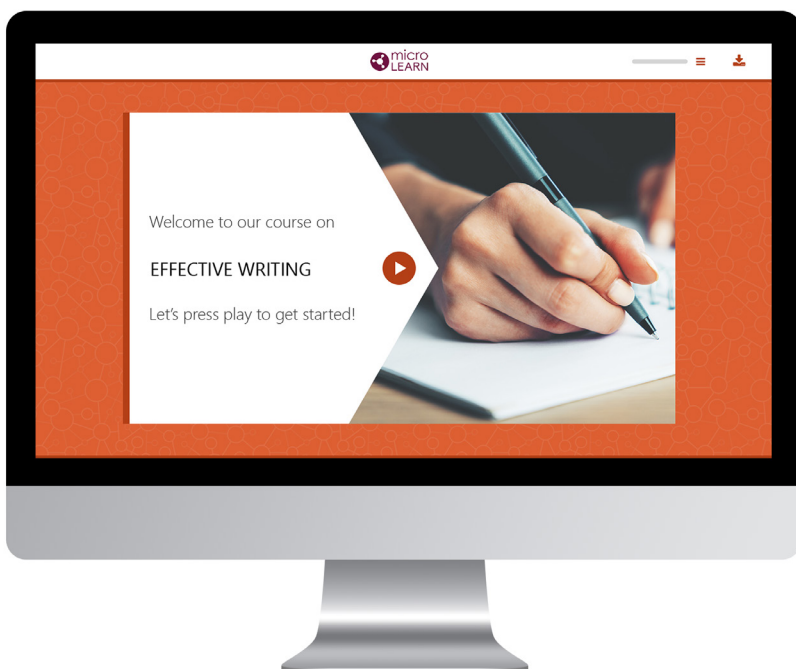 micro
LEARN
Welcome to our course on
EFFECTIVE WRITING
Let's press play to get started!